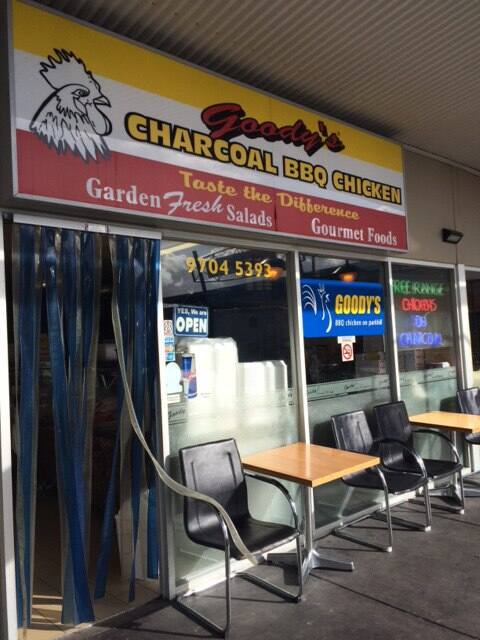 Goody's
CHARCOAL BBQ CHICKEN
Taste the Difference
Garden Fresh Salads
Gourmet Foods
9704 5393
YES, We are
OPEN
GOODY'S
BBQ chicken on parkhill
FREE RANGE
CHICKENS
ON
CHARCOAL